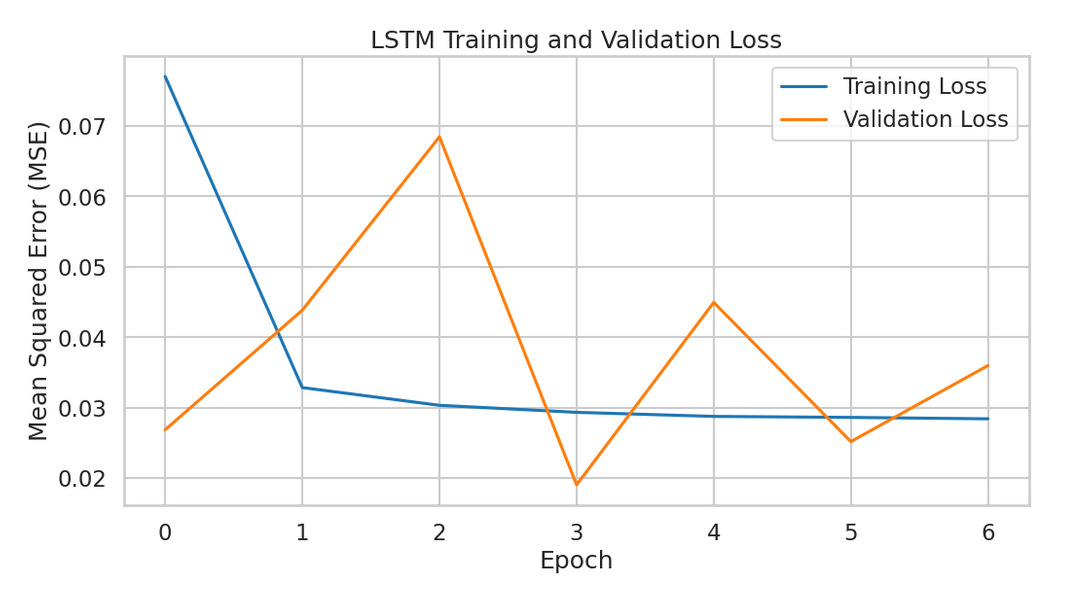 LSTM Training and Validation Loss
Training Loss
Validation Loss
Mean Squared Error (MSE)
0.07
0.06
0.05
0.04
0.03
0.02
0 1 2 3 4 5 6
Epoch